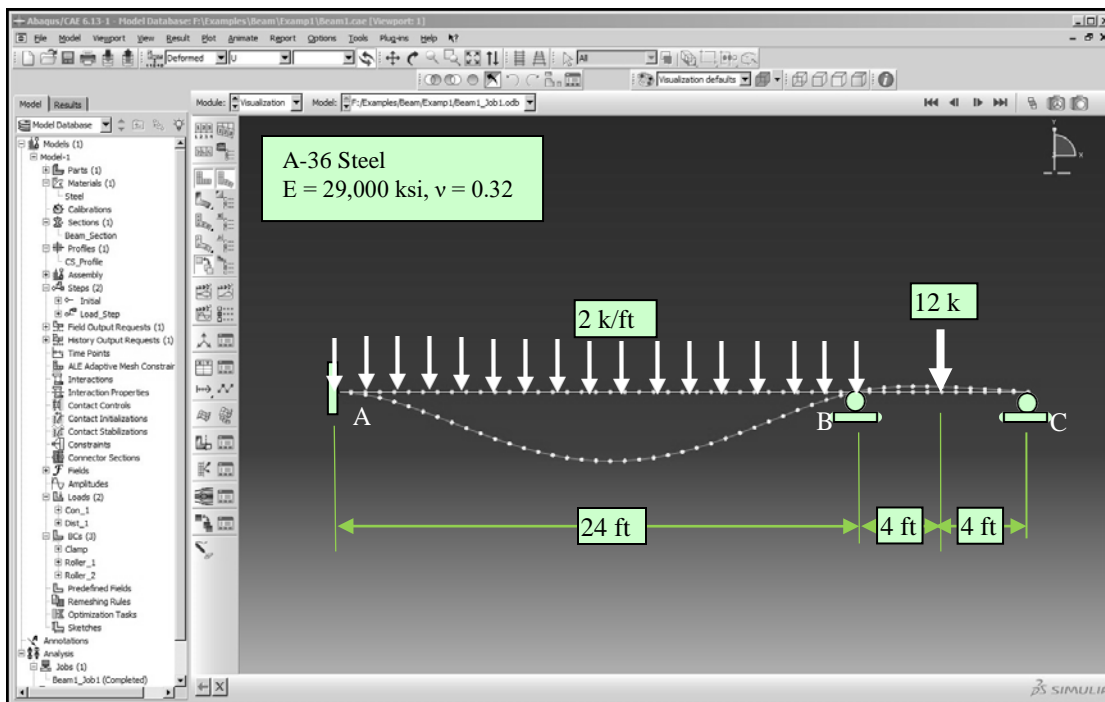 Abaqus/CAE 6.13-1 - Model Database: F:\Examples\Beam\Examp1\Beam1.cae [Viewport: 1]
File Model Viewport View Result Plot Animate Report Options Tools Plug-ins Help
Deformed U All
Visualization defaults
Model Results Module: Visualization Model: F:/Examples/Beam/Examp1/Beam1_Job1.odb
Model Database
Models (1)
Model-1
Parts (1)
Materials (1)
Steel
Calibrations
Sections (1)
Beam_Section
Profiles (1)
CS_Profile
Assembly
Steps (2)
Initial
Load_Step
Field Output Requests (1)
History Output Requests (1)
Time Points
ALE Adaptive Mesh Constrair
Interactions
Interaction Properties
Contact Controls
Contact Initializations
Contact Stabilizations
Constraints
Connector Sections
Fields
Amplitudes
Loads (2)
Con_1
Dist_1
BCs (3)
Clamp
Roller_1
Roller_2
Predefined Fields
Remeshing Rules
Optimization Tasks
Sketches
Annotations
Analysis
Jobs (1)
Beam1_Job1 (Completed)
A-36 Steel
E = 29,000 ksi, ν = 0.32
Y
X
12 k
2 k/ft
A
B
C
24 ft
4 ft
4 ft
SIMULIA